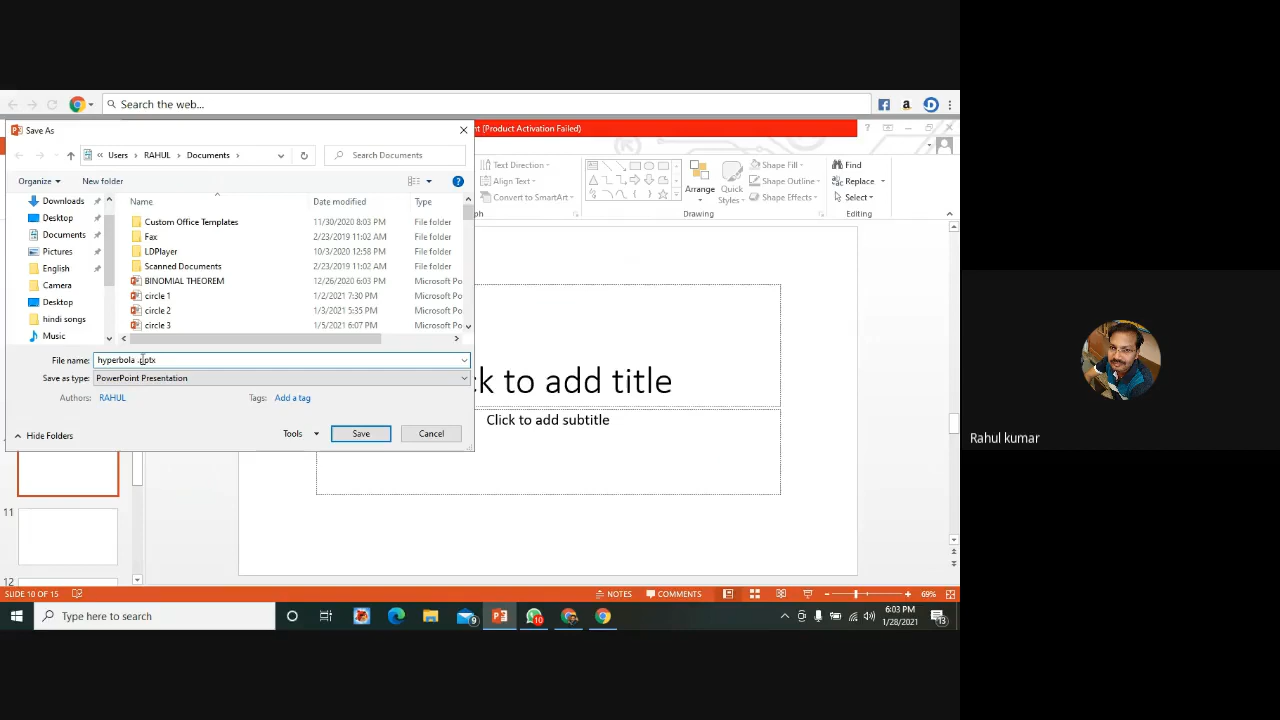 Search the web...
Save As
nt (Product Activation Failed)
« Users › RAHUL › Documents ›
Search Documents
Organize
New folder
Name
Date modified
Type
Downloads
Desktop
Documents
Pictures
English
Camera
Desktop
hindi songs
Music
Custom Office Templates 11/30/2020 8:03 PM File folder
Fax 2/23/2019 11:02 AM File folder
LDPlayer 10/3/2020 12:58 PM File folder
Scanned Documents 2/23/2019 11:02 AM File folder
BINOMIAL THEOREM 12/26/2020 6:03 PM Microsoft Po
circle 1 1/2/2021 7:30 PM Microsoft Po
circle 2 1/3/2021 5:35 PM Microsoft Po
circle 3 1/5/2021 6:07 PM Microsoft Po
File name: hyperbola .pptx
Save as type: PowerPoint Presentation
Authors: RAHUL
Tags: Add a tag
Hide Folders
Tools
Save
Cancel
Text Direction
Align Text
Convert to SmartArt
ph
Arrange
Quick
Styles
Shape Fill
Shape Outline
Shape Effects
Drawing
Find
Replace
Select
Editing
ck to add title
Click to add subtitle
11
12
SLIDE 10 OF 15
NOTES
COMMENTS
69%
Type here to search
9
10
6:03 PM
1/28/2021
13
Rahul kumar